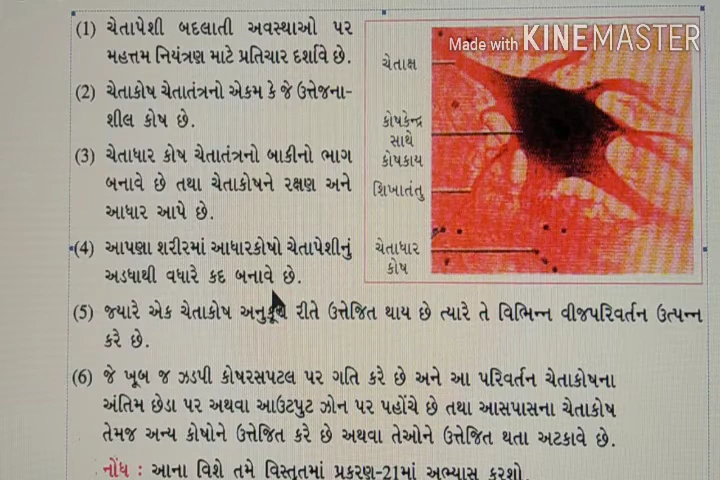 (1) ચેતાપેશી બદલાતી અવસ્થાઓ પર
મહત્તમ નિયંત્રણ માટે પ્રતિચાર દર્શાવે છે.
(2) ચેતાકોષ ચેતાતંત્રનો એકમ કે જે ઉત્તેજના-
શીલ કોષ છે.
(3) ચેતાધાર કોષ ચેતાતંત્રનો બાકીનો ભાગ
બનાવે છે તથા ચેતાકોષને રક્ષણ અને
આધાર આપે છે.
(4) આપણા શરીરમાં આધારકોષો ચેતાપેશીનું
અડધાથી વધારે કદ બનાવે છે.
Made with KINEMASTER
ચેતાક્ષ
કોષકેન્દ્ર
સાથે
કોષકાય
શિખાતંતુ
ચેતાધાર
કોષ
(5) જ્યારે એક ચેતાકોષ અનુકૂળ રીતે ઉત્તેજિત થાય છે ત્યારે તે વિભિન્ન વીજપરિવર્તન ઉત્પન્ન
કરે છે.
(6) જે ખૂબ જ ઝડપી કોષરસપટલ પર ગતિ કરે છે અને આ પરિવર્તન ચેતાકોષના
અંતિમ છેડા પર અથવા આઉટપુટ ઝોન પર પહોંચે છે તથા આસપાસના ચેતાકોષ
તેમજ અન્ય કોષોને ઉત્તેજિત કરે છે અથવા તેઓને ઉત્તેજિત થતા અટકાવે છે.
નોંધ : આના વિશે તમે વિસ્તૃતમાં પ્રકરણ-21માં અભ્યાસ કરશો.